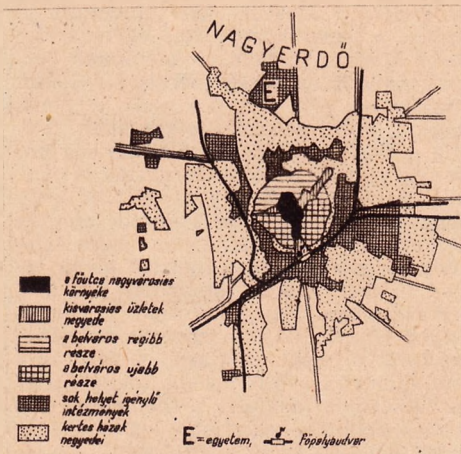 NAGYERDŐ
E
a főutca nagyvárosias
környéke
kisvárosias üzletek
negyede
a belváros régibb
része
a belváros ujabb
része
sok helyet igénylő
intézmények
kertes házak
negyedei
E = egyetem, főpályaudvar